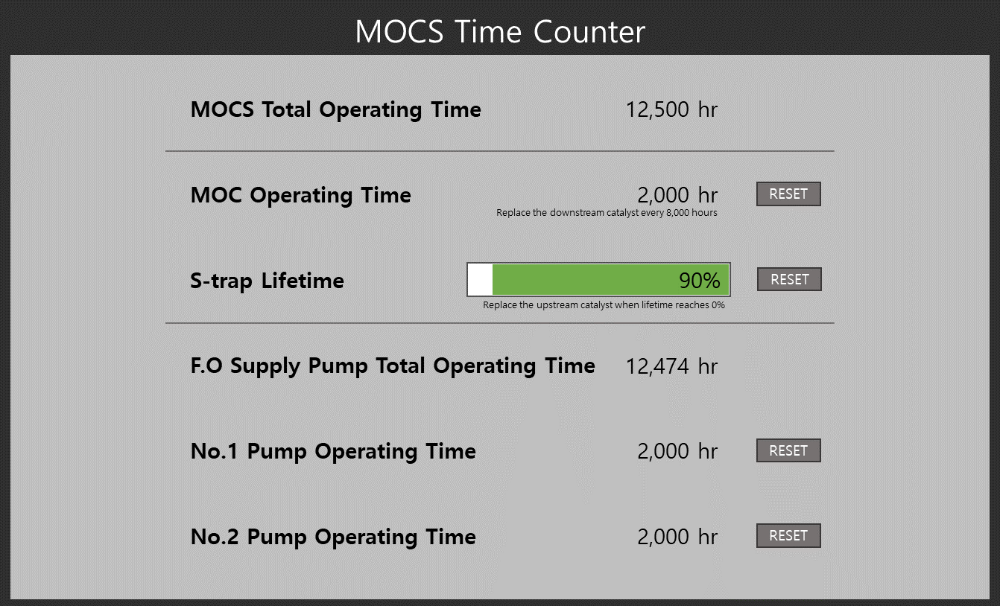 MOCS Time Counter
MOCS Total Operating Time 12,500 hr
MOC Operating Time 2,000 hr RESET
Replace the downstream catalyst every 8,000 hours
S-trap Lifetime 90% RESET
Replace the upstream catalyst when lifetime reaches 0%
F.O Supply Pump Total Operating Time 12,474 hr
No.1 Pump Operating Time 2,000 hr RESET
No.2 Pump Operating Time 2,000 hr RESET